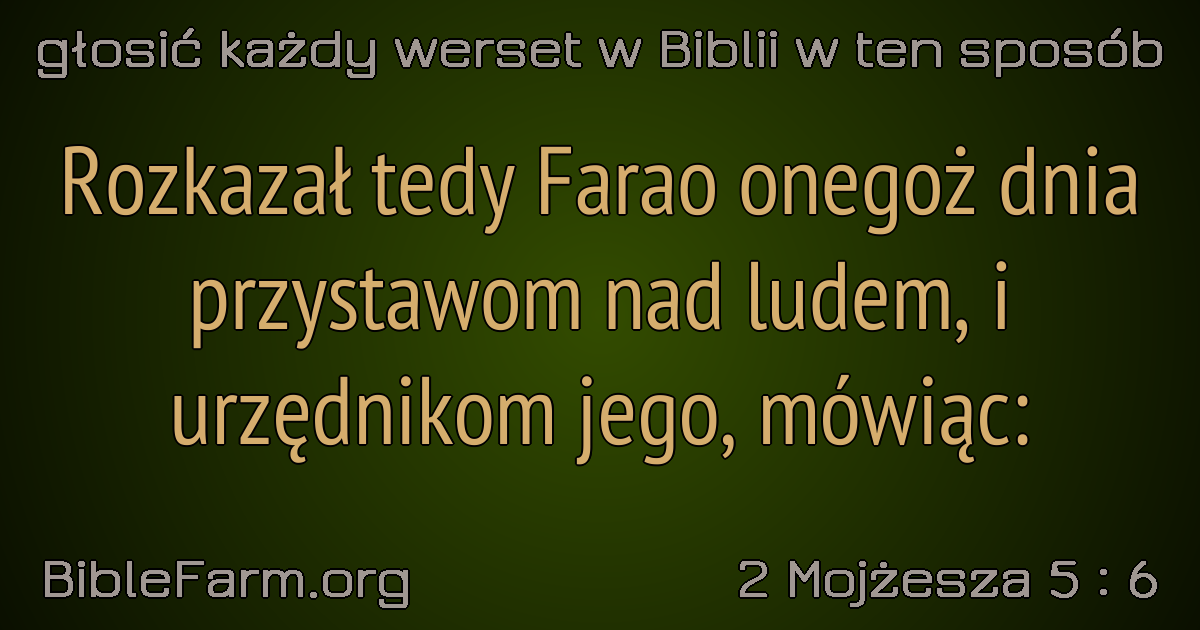 głosić każdy werset w Biblii w ten sposób
Rozkazał tedy Farao onegoż dnia
przystawom nad ludem, i
urzędnikom jego, mówiąc:
BibleFarm.org
2 Mojżesza 5 : 6